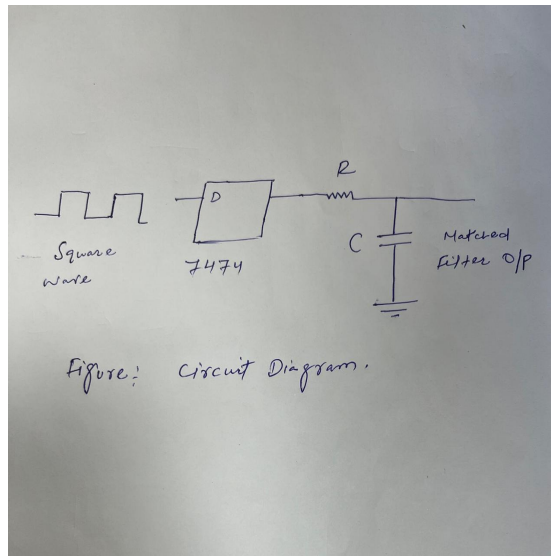 R
D
C
Square
wave
7474
Matched
Filter O/P
Figure: Circuit Diagram.